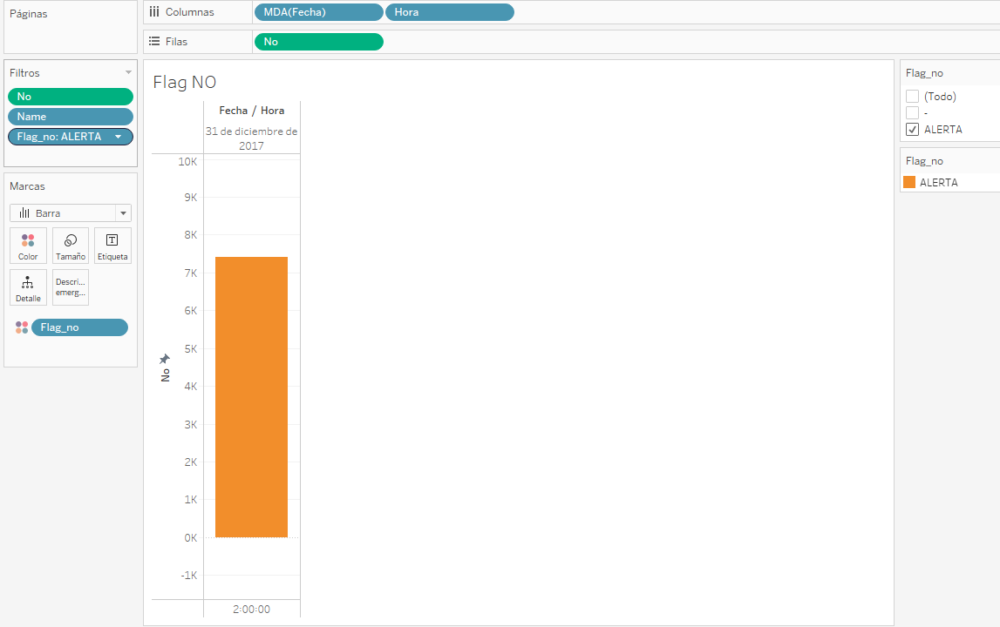 Páginas
Columnas
MDA(Fecha)
Hora
Filas
No
Filtros
No
Name
Flag_no: ALERTA
Marcas
Barra
Color
Tamaño
Etiqueta
Detalle
Descri...
emerg...
Flag_no
Flag NO
Fecha / Hora
31 de diciembre de
2017
10K
9K
8K
7K
6K
5K
4K
3K
2K
1K
0K
-1K
No
2:00:00
Flag_no
(Todo)
-
ALERTA
Flag_no
ALERTA